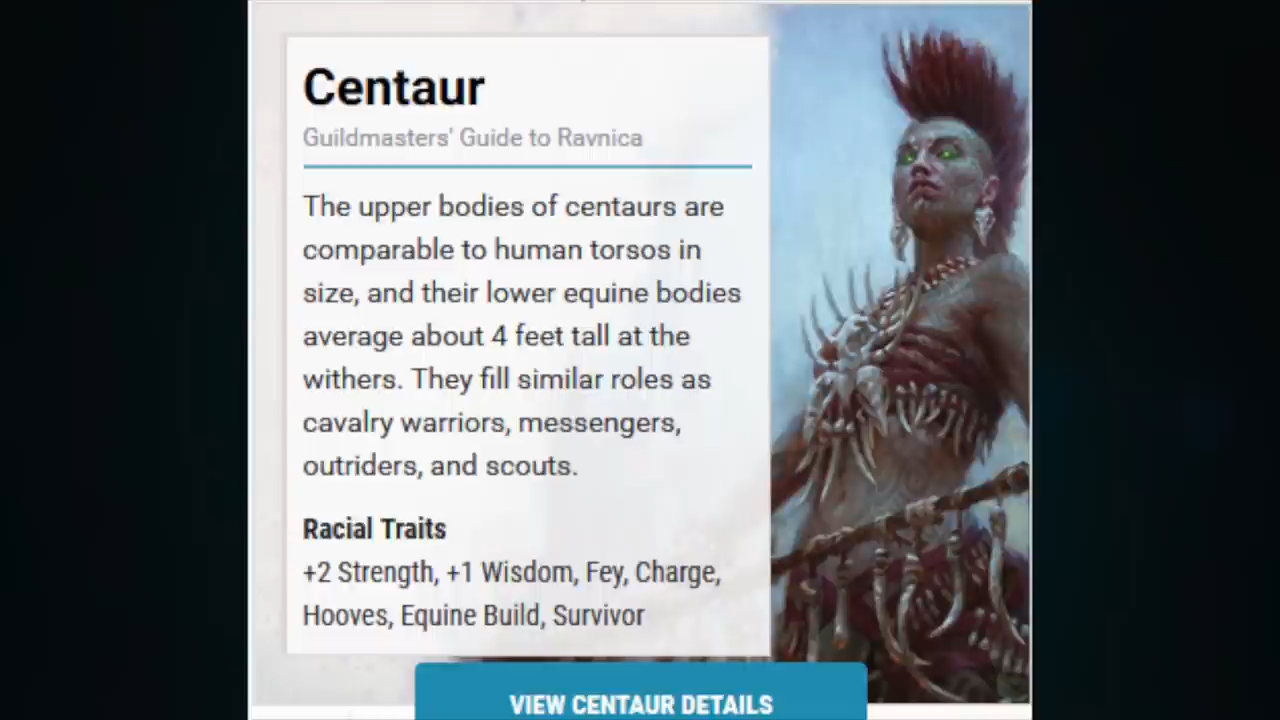 Centaur
Guildmasters' Guide to Ravnica
The upper bodies of centaurs are
comparable to human torsos in
size, and their lower equine bodies
average about 4 feet tall at the
withers. They fill similar roles as
cavalry warriors, messengers,
outriders, and scouts.
Racial Traits
+2 Strength, +1 Wisdom, Fey, Charge,
Hooves, Equine Build, Survivor
VIEW CENTAUR DETAILS